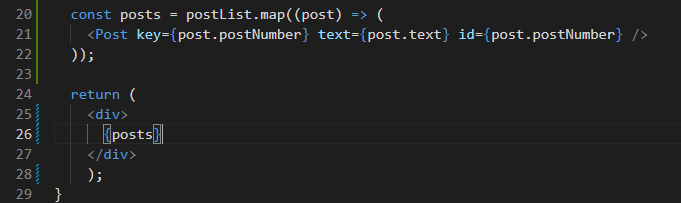 20 const posts = postList.map((post) => (
21 <Post key={post.postNumber} text={post.text} id={post.postNumber} />
22 ));
23
24 return (
25 <div>
26 {posts}
27 </div>
28 );
29 }